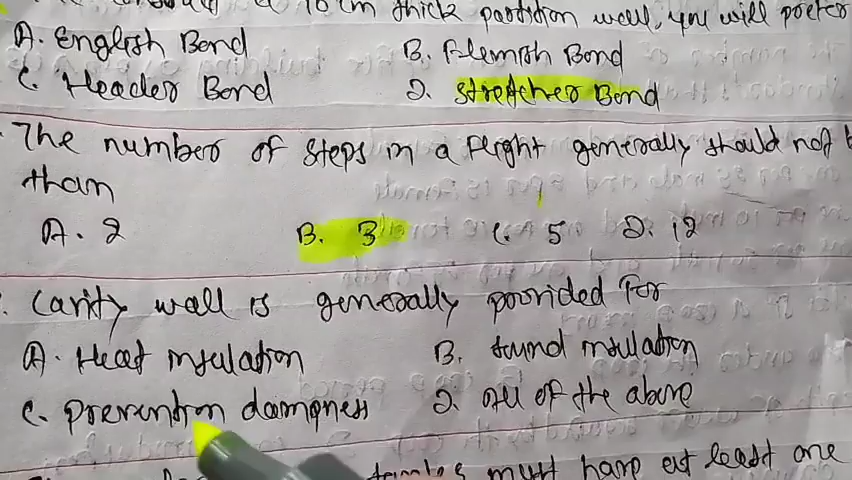 a 10 cm thick partition wall, you will prefer
A. English Bond B. Flemish Bond
C. Header Bond D. Stretcher Bond
The number of steps in a flight generally should not b
than
A. 2 B. 3 C. 5 D. 12
Cavity wall is generally provided for
A. Heat insulation B. Sound insulation
C. Prevention dampness D. All of the above
must have at least one